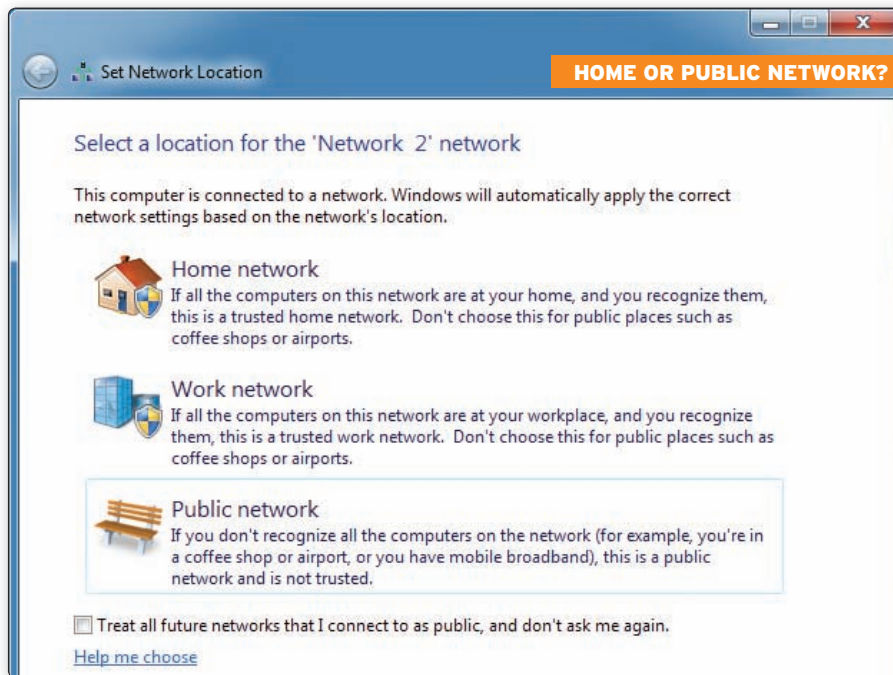 Set Network Location
HOME OR PUBLIC NETWORK?
Select a location for the 'Network 2' network
This computer is connected to a network. Windows will automatically apply the correct
network settings based on the network's location.
Home network
If all the computers on this network are at your home, and you recognize them,
this is a trusted home network. Don't choose this for public places such as
coffee shops or airports.
Work network
If all the computers on this network are at your workplace, and you recognize
them, this is a trusted work network. Don't choose this for public places such as
coffee shops or airports.
Public network
If you don't recognize all the computers on the network (for example, you're in
a coffee shop or airport, or you have mobile broadband), this is a public
network and is not trusted.
Treat all future networks that I connect to as public, and don't ask me again.
Help me choose